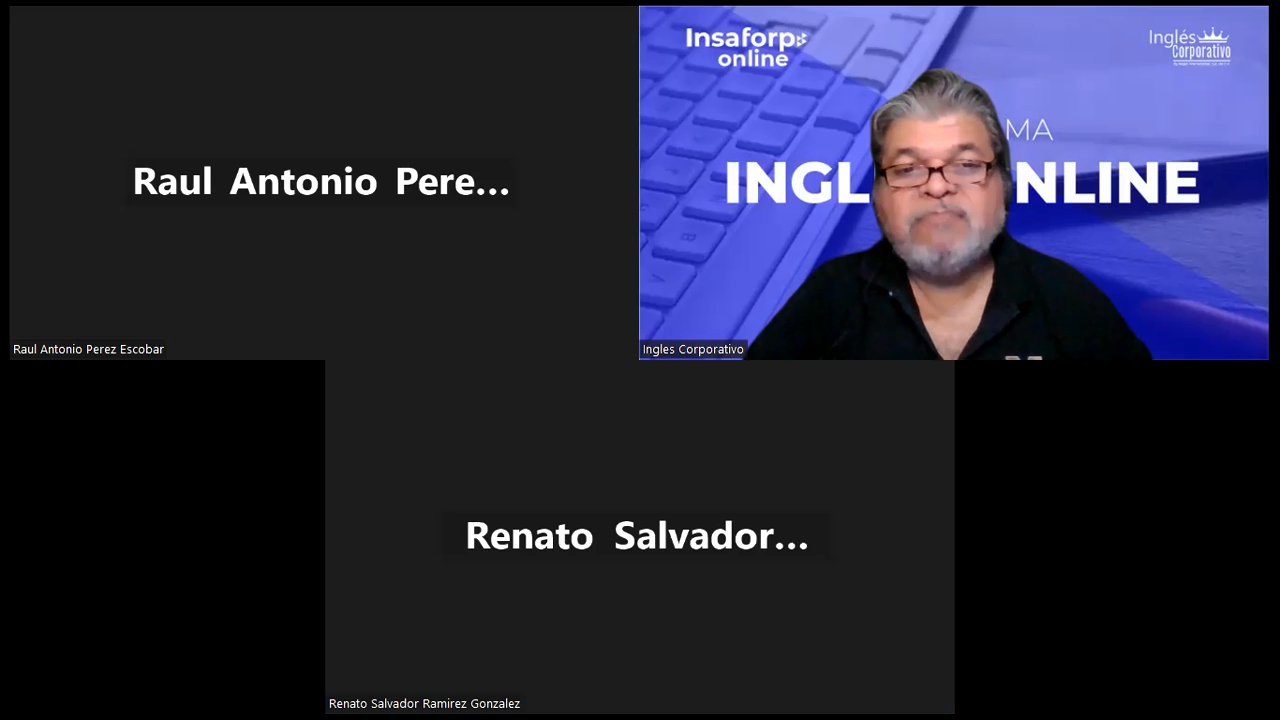 Raul Antonio Pere...
Raul Antonio Perez Escobar
Insaforp
online
Inglés
Corporativo
MA
INGL NLINE
Ingles Corporativo
Renato Salvador...
Renato Salvador Ramirez Gonzalez